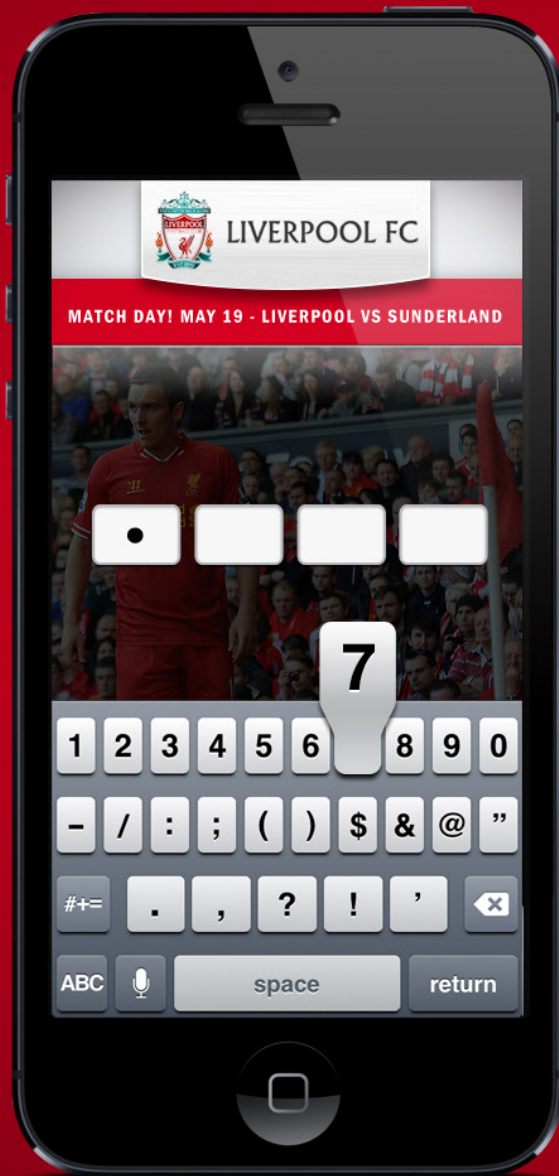 LIVERPOOL
LIVERPOOL FC
MATCH DAY! MAY 19 - LIVERPOOL VS SUNDERLAND
7
1 2 3 4 5 6 8 9 0
- / : ; ( ) $ & @ ”
#+= . , ? ! ’
ABC space return